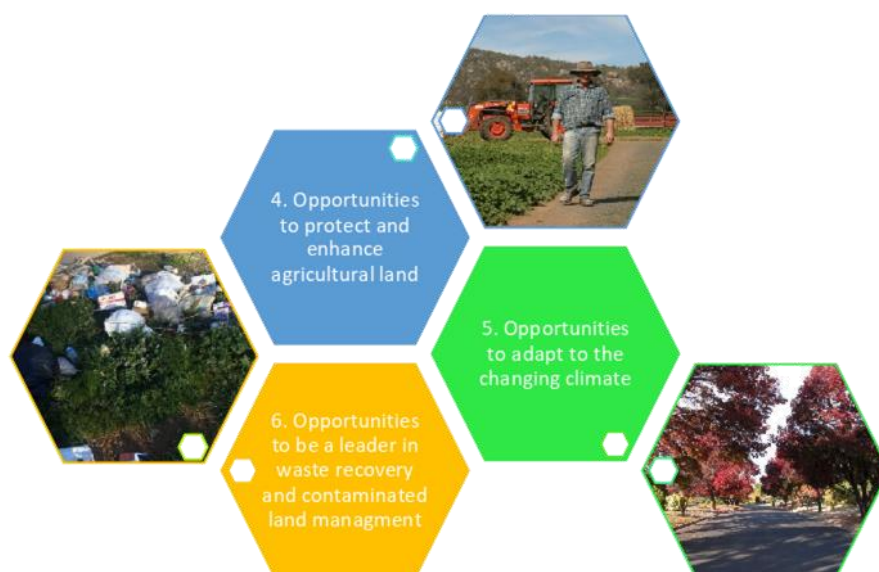 4. Opportunities
to protect and
enhance
agricultural land
5. Opportunities
to adapt to the
changing climate
6. Opportunities
to be a leader in
waste recovery
and contaminated
land managment